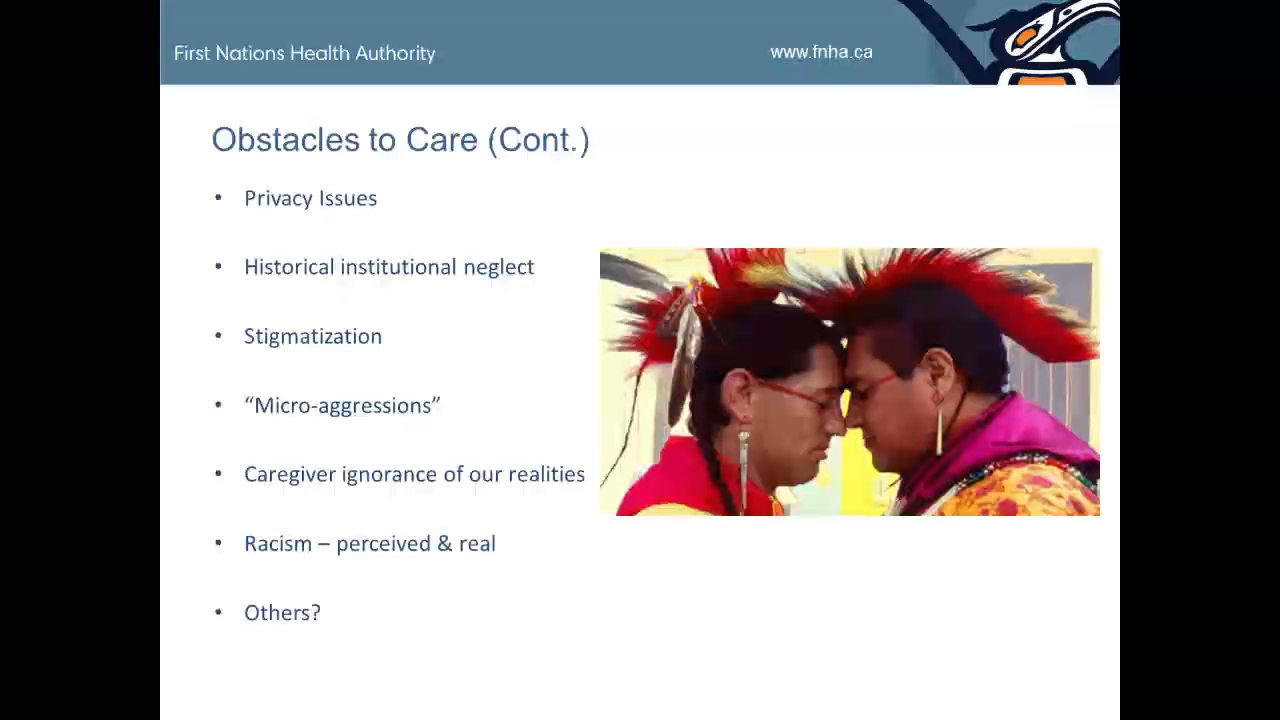 First Nations Health Authority
www.fnha.ca
Obstacles to Care (Cont.)
• Privacy Issues
• Historical institutional neglect
• Stigmatization
• “Micro-aggressions”
• Caregiver ignorance of our realities
• Racism – perceived & real
• Others?